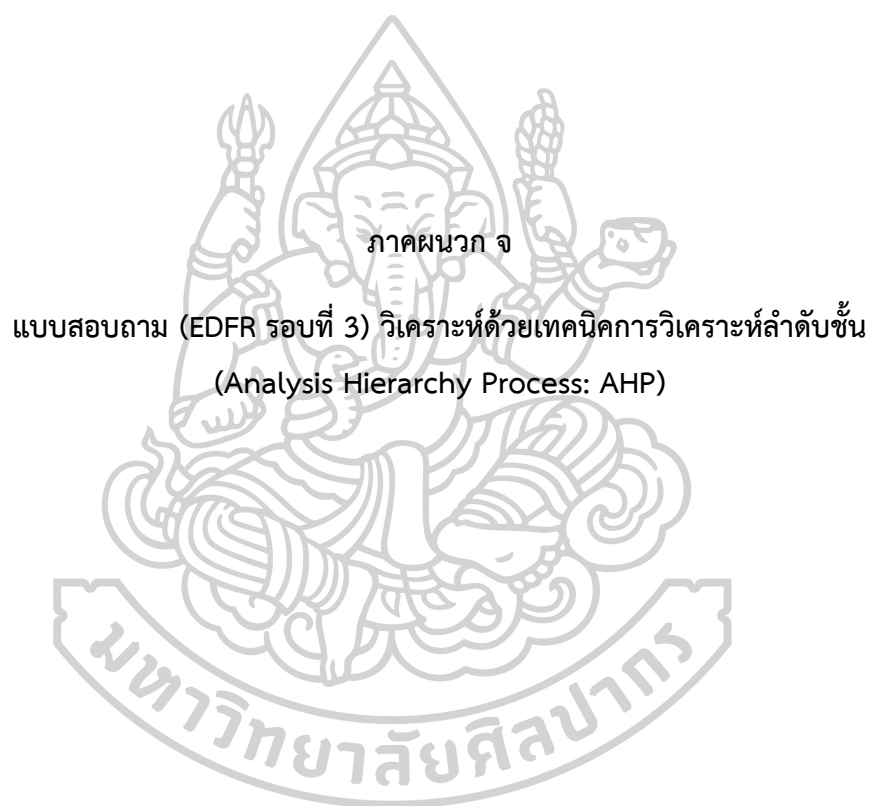 ภาคผนวก จ
แบบสอบถาม (EDFR รอบที่ 3) วิเคราะห์ด้วยเทคนิคการวิเคราะห์ลำดับชั้น
(Analysis Hierarchy Process: AHP)
มหาวิทยาลัยศิลปากร